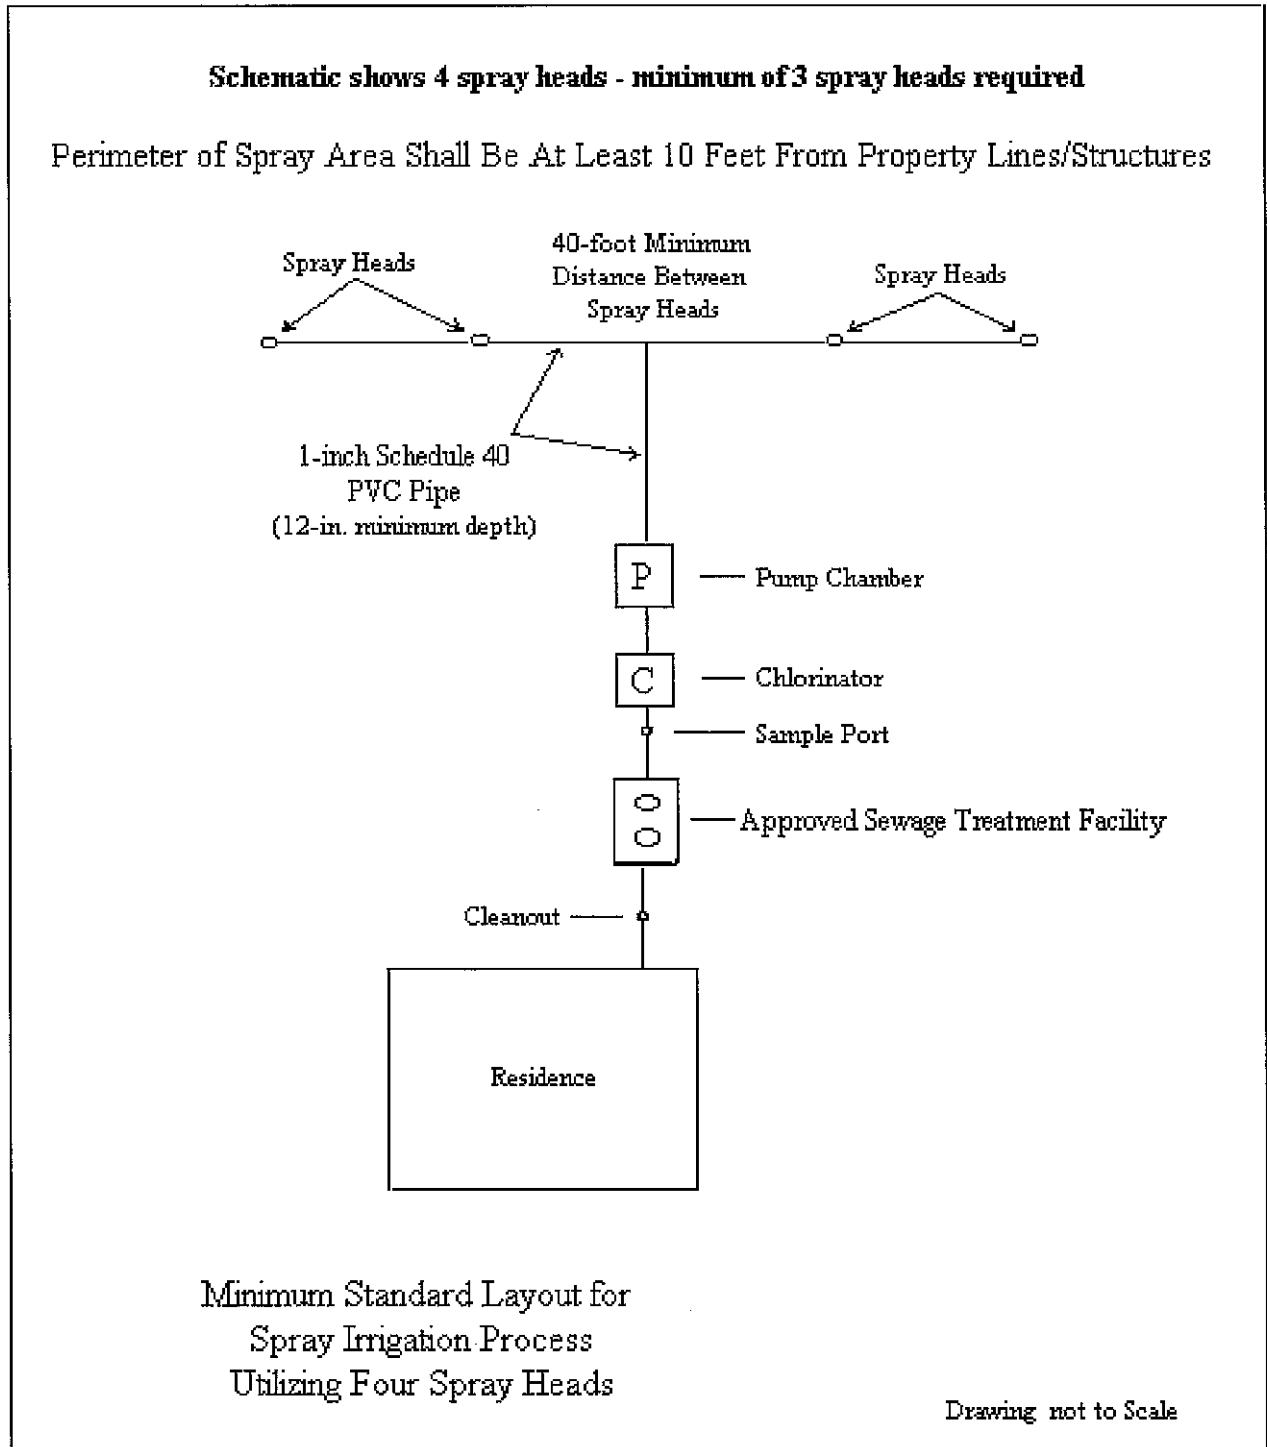 Schematic shows 4 spray heads - minimum of 3 spray heads required
Perimeter of Spray Area Shall Be At Least 10 Feet From Property Lines/Structures
40-foot Minimum
Distance Between
Spray Heads
Spray Heads
Spray Heads
1-inch Schedule 40
PVC Pipe
(12-in. minimum depth)
P
Pump Chamber
C
Chlorinator
Sample Port
Approved Sewage Treatment Facility
Cleanout
Residence
Minimum Standard Layout for
Spray Irrigation Process
Utilizing Four Spray Heads
Drawing not to Scale